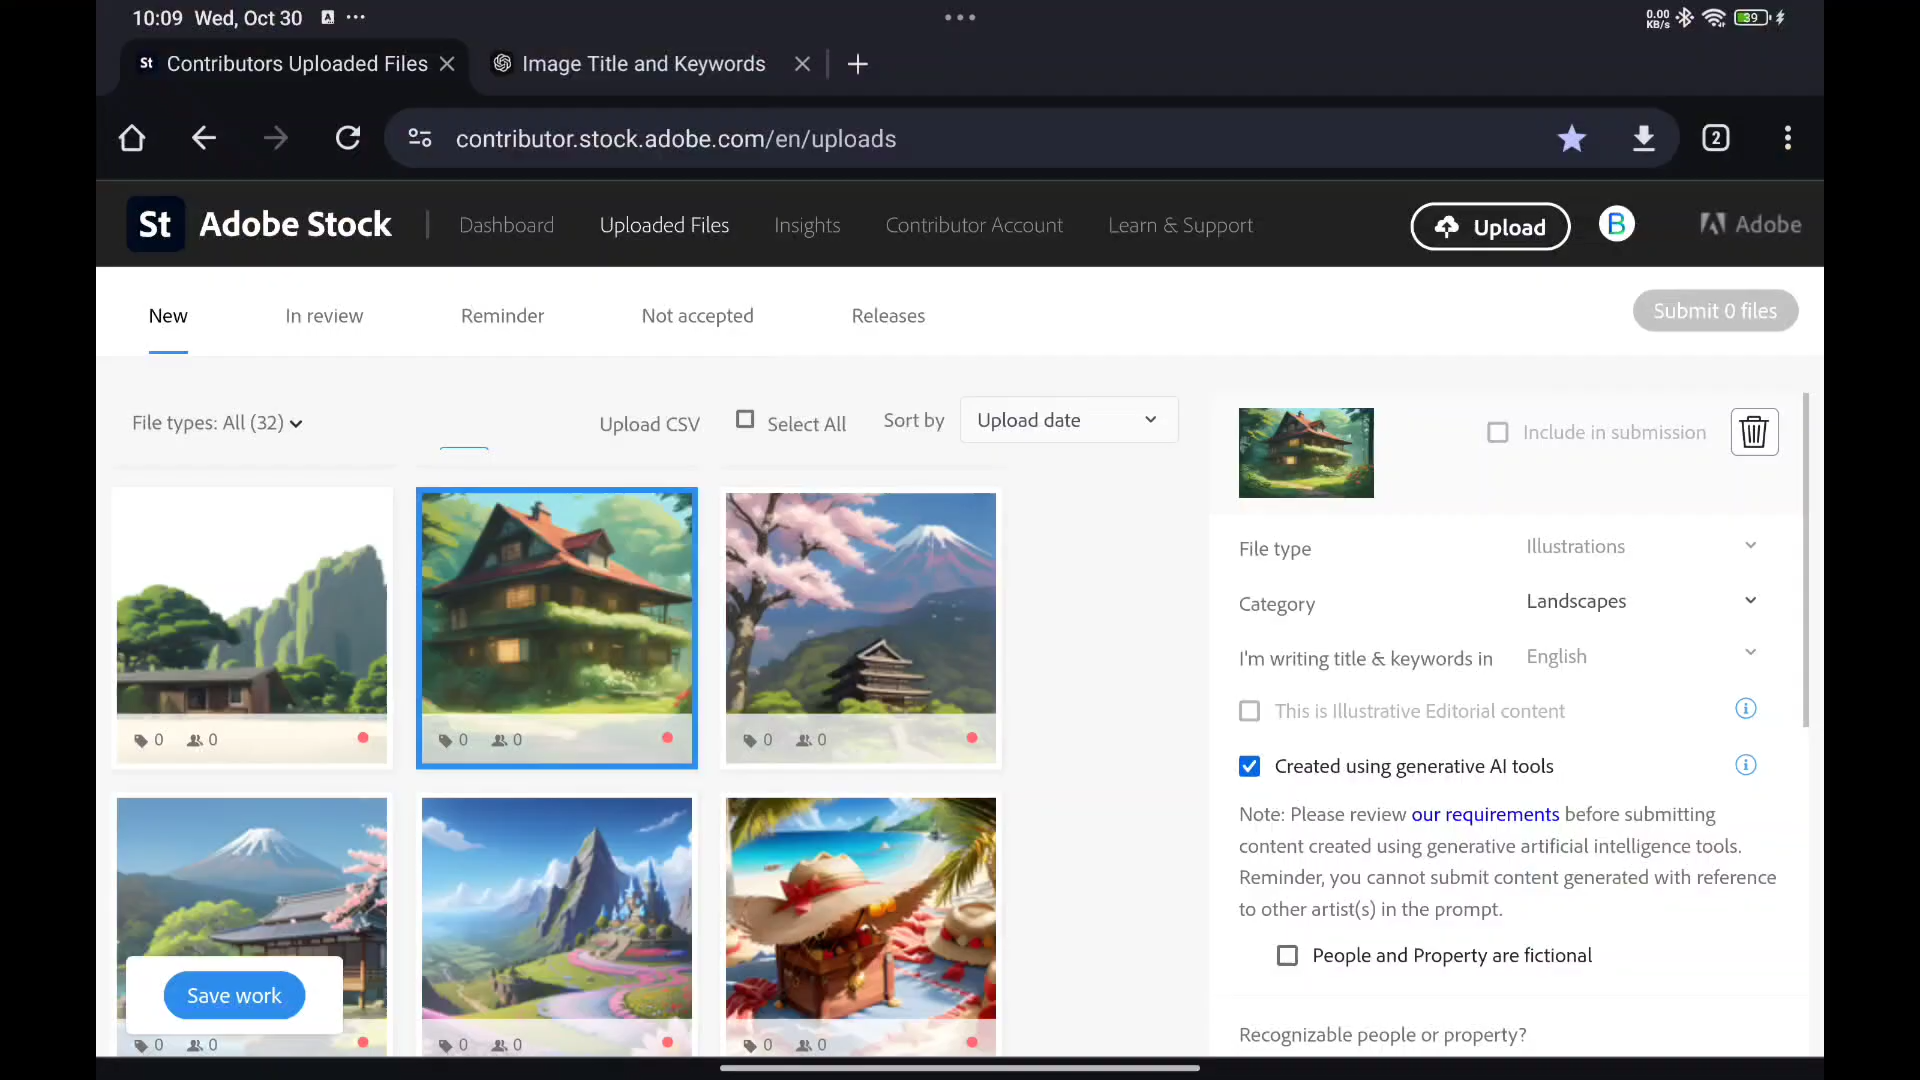 10:09 Wed, Oct 30
0.00 KB/s 39
St Contributors Uploaded Files
Image Title and Keywords
contributor.stock.adobe.com/en/uploads
2
St Adobe Stock
Dashboard
Uploaded Files
Insights
Contributor Account
Learn & Support
Upload
B
Adobe
New
In review
Reminder
Not accepted
Releases
Submit 0 files
File types: All (32)
Upload CSV
Select All
Sort by
Upload date
Include in submission
File type
Illustrations
Category
Landscapes
I'm writing title & keywords in
English
This is Illustrative Editorial content
Created using generative AI tools
Note: Please review our requirements before submitting
content created using generative artificial intelligence tools.
Reminder, you cannot submit content generated with reference
to other artist(s) in the prompt.
People and Property are fictional
Recognizable people or property?
0 0
0 0
0 0
Save work
0 0
0 0
0 0